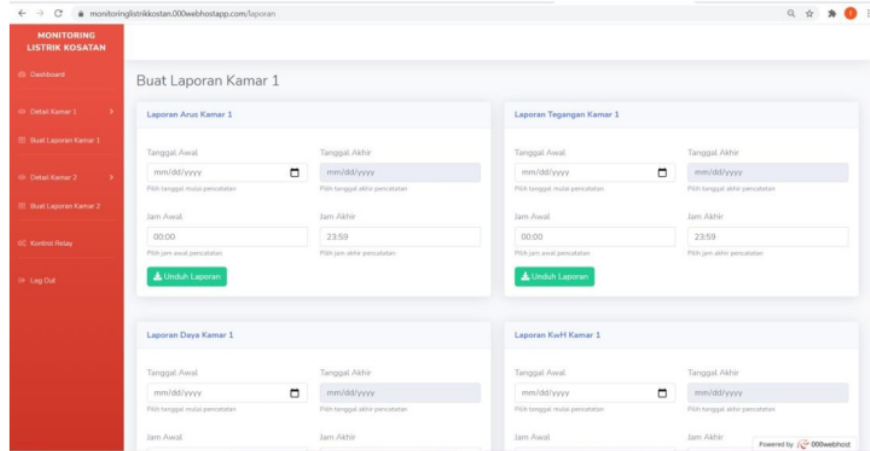 monitoringlistrikkostan.000webhostapp.com/laporan
MONITORING
LISTRIK KOSATAN
Dashboard
Detail Kamar 1
Buat Laporan Kamar 1
Detail Kamar 2
Buat Laporan Kamar 2
Kontrol Relay
Log Out
Buat Laporan Kamar 1
Laporan Arus Kamar 1
Tanggal Awal
Tanggal Akhir
mm/dd/yyyy
mm/dd/yyyy
Pilih tanggal mulai pencatatan
Pilih tanggal akhir pencatatan
Jam Awal
Jam Akhir
00:00
23:59
Pilih jam awal pencatatan
Pilih jam akhir pencatatan
Unduh Laporan
Laporan Tegangan Kamar 1
Tanggal Awal
Tanggal Akhir
mm/dd/yyyy
mm/dd/yyyy
Pilih tanggal mulai pencatatan
Pilih tanggal akhir pencatatan
Jam Awal
Jam Akhir
00:00
23:59
Pilih jam awal pencatatan
Pilih jam akhir pencatatan
Unduh Laporan
Laporan Daya Kamar 1
Tanggal Awal
Tanggal Akhir
mm/dd/yyyy
mm/dd/yyyy
Pilih tanggal mulai pencatatan
Pilih tanggal akhir pencatatan
Jam Awal
Jam Akhir
Laporan KwH Kamar 1
Tanggal Awal
Tanggal Akhir
mm/dd/yyyy
mm/dd/yyyy
Pilih tanggal mulai pencatatan
Pilih tanggal akhir pencatatan
Jam Awal
Jam Akhir
Powered by 000webhost